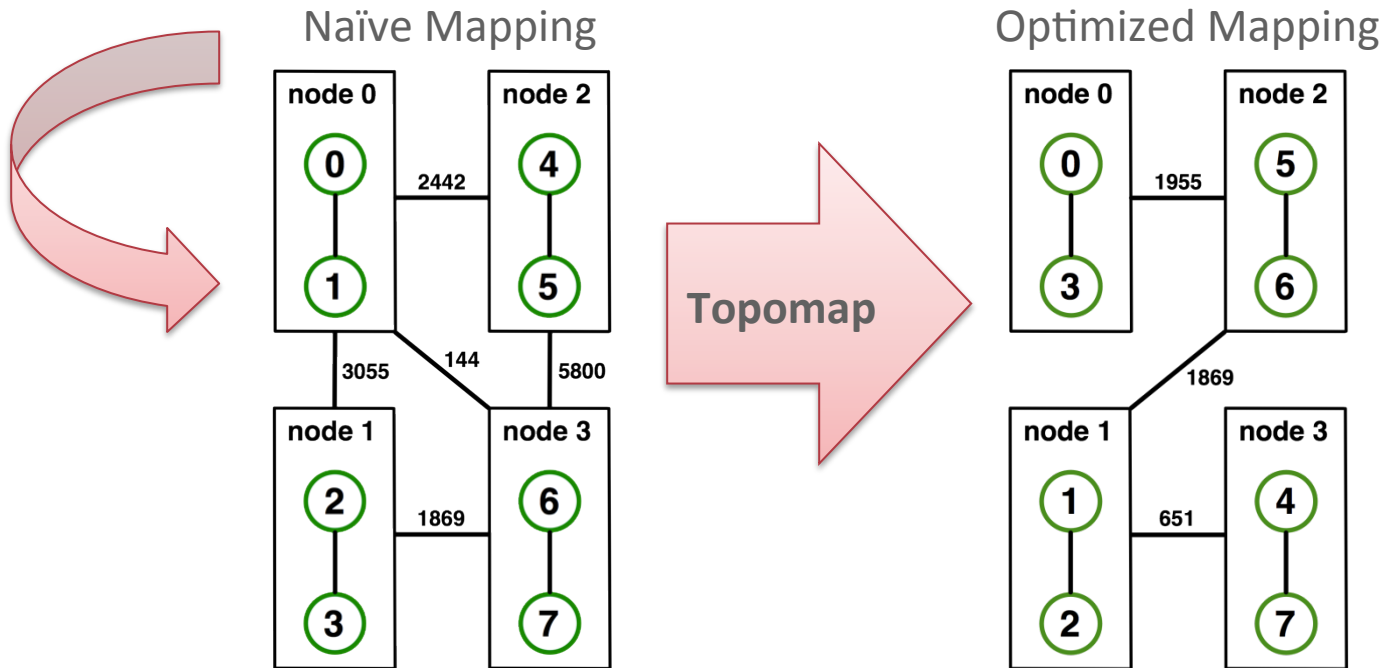 Naïve Mapping
node 0
0
1
node 2
4
5
2442
3055
144
5800
node 1
2
3
node 3
6
7
1869
Topomap
Optimized Mapping
node 0
0
3
node 2
5
6
1955
1869
node 1
1
2
node 3
4
7
651